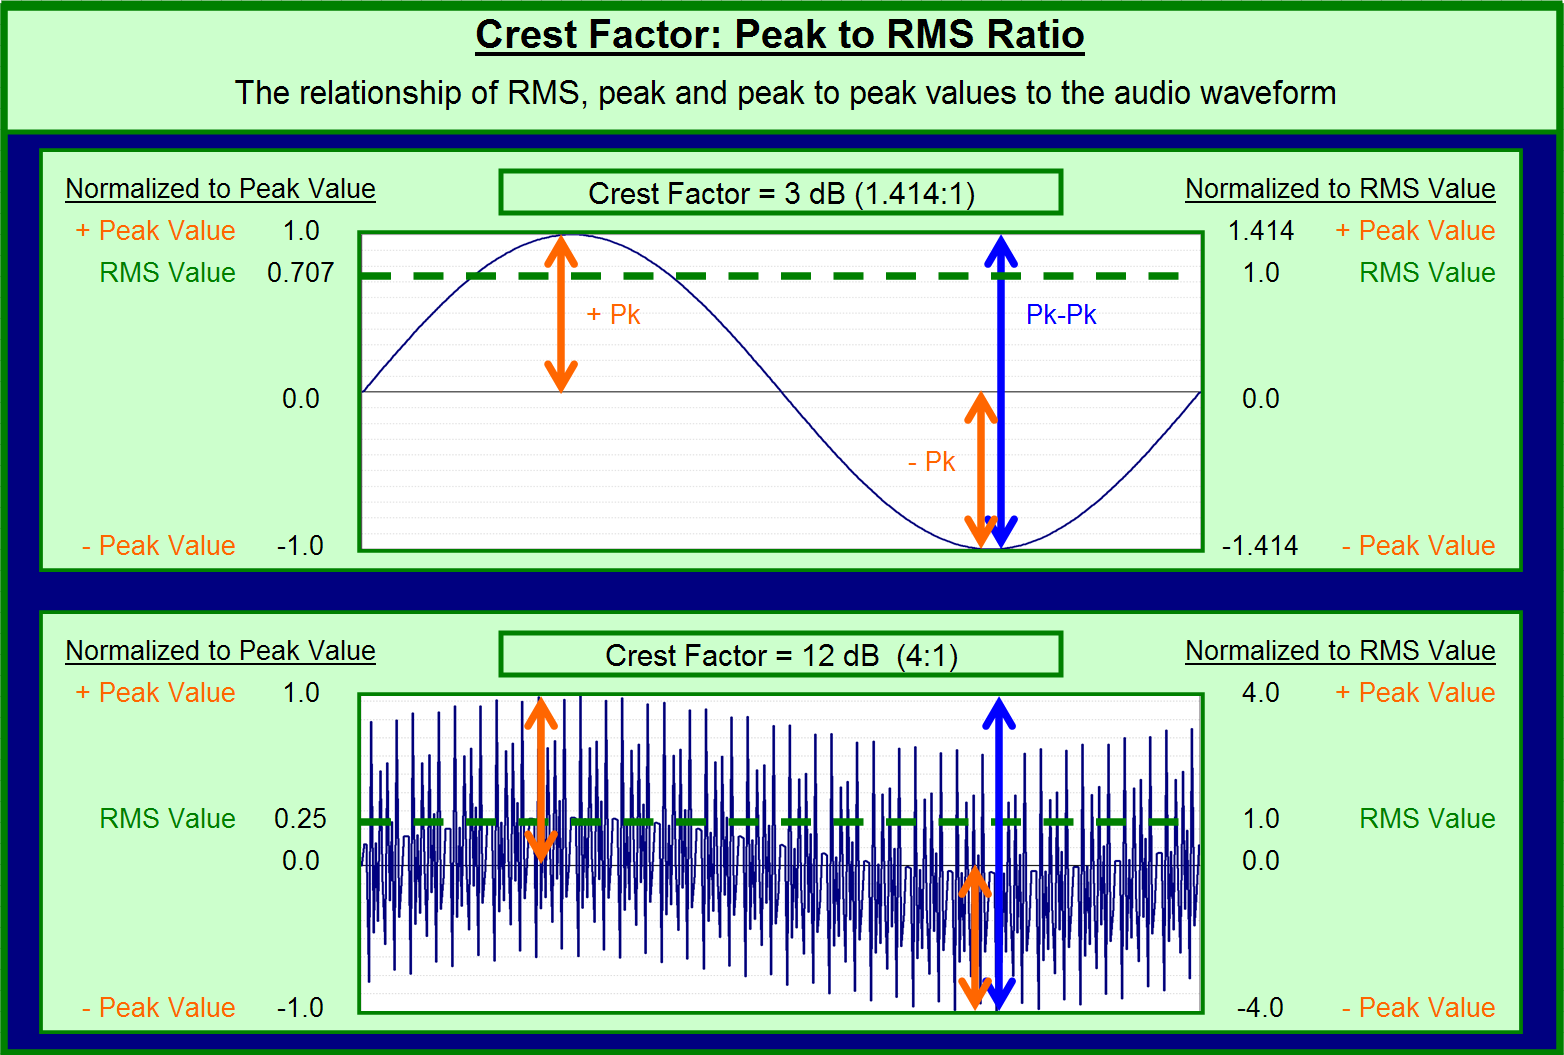 Crest Factor: Peak to RMS Ratio
The relationship of RMS, peak and peak to peak values to the audio waveform
Normalized to Peak Value
Crest Factor = 3 dB (1.414:1)
Normalized to RMS Value
+ Peak Value 1.0
1.414 + Peak Value
RMS Value 0.707
1.0 RMS Value
+ Pk
Pk-Pk
0.0
0.0
- Pk
- Peak Value -1.0
-1.414 - Peak Value
Normalized to Peak Value
Crest Factor = 12 dB (4:1)
Normalized to RMS Value
+ Peak Value 1.0
4.0 + Peak Value
RMS Value 0.25
1.0 RMS Value
0.0
0.0
- Peak Value -1.0
-4.0 - Peak Value